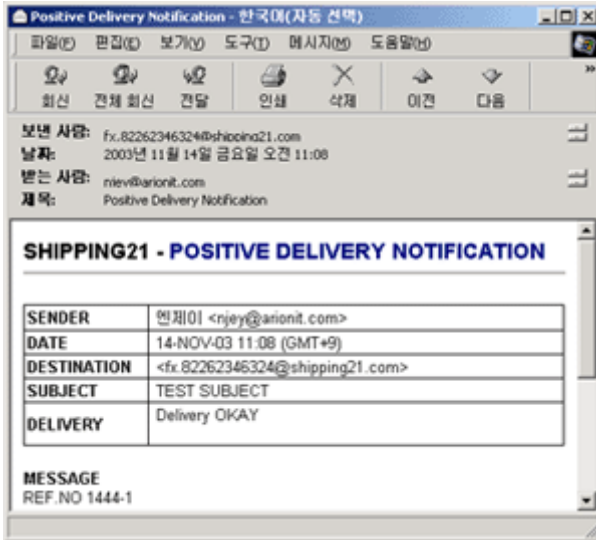 Positive Delivery Notification - 한국어(자동 선택)
파일(F) 편집(E) 보기(V) 도구(T) 메시지(M) 도움말(H)
회신 전체 회신 전달 인쇄 삭제 이전 다음
보낸 사람: fx.82262346324@shipping21.com
날짜: 2003년 11월 14일 금요일 오전 11:08
받는 사람: njey@arionit.com
제목: Positive Delivery Notification
SHIPPING21 - POSITIVE DELIVERY NOTIFICATION
SENDER 엔제이 <njey@arionit.com>
DATE 14-NOV-03 11:08 (GMT+9)
DESTINATION <fx.82262346324@shipping21.com>
SUBJECT TEST SUBJECT
DELIVERY Delivery OKAY
MESSAGE
REF.NO 1444-1